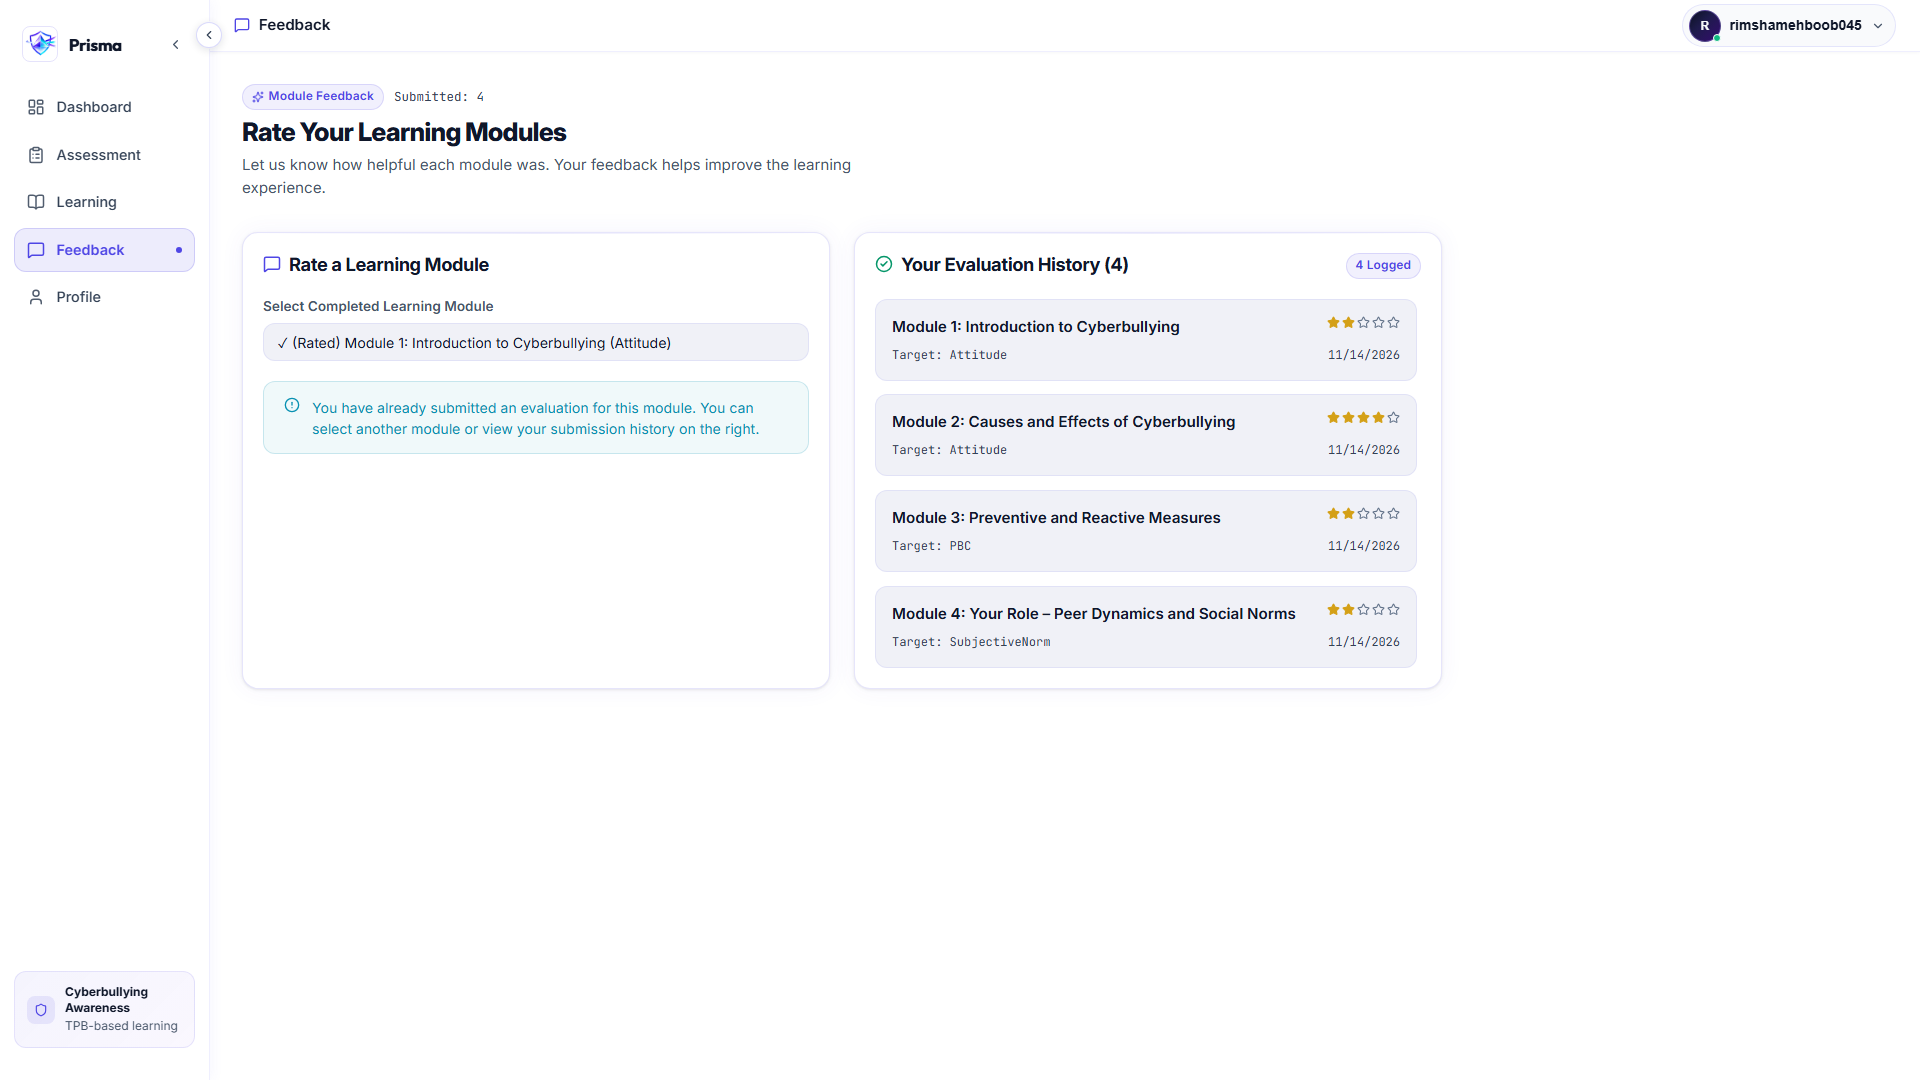 Prisma
Dashboard
Assessment
Learning
Feedback
Profile
Cyberbullying
Awareness
TPB-based learning
Feedback
R
rimshamehboob045
Module Feedback
Submitted: 4
Rate Your Learning Modules
Let us know how helpful each module was. Your feedback helps improve the learning
experience.
Rate a Learning Module
Select Completed Learning Module
✓ (Rated) Module 1: Introduction to Cyberbullying (Attitude)
You have already submitted an evaluation for this module. You can
select another module or view your submission history on the right.
Your Evaluation History (4)
4 Logged
Module 1: Introduction to Cyberbullying
Target: Attitude
11/14/2026
Module 2: Causes and Effects of Cyberbullying
Target: Attitude
11/14/2026
Module 3: Preventive and Reactive Measures
Target: PBC
11/14/2026
Module 4: Your Role – Peer Dynamics and Social Norms
Target: SubjectiveNorm
11/14/2026